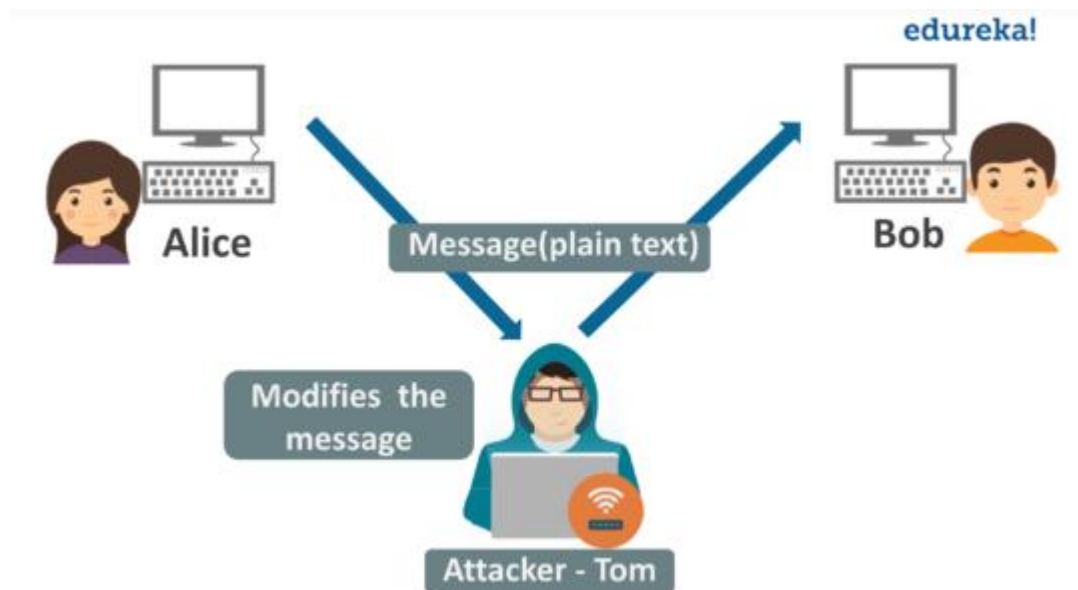 edureka!
Alice
Bob
Message(plain text)
Modifies the
message
Attacker - Tom